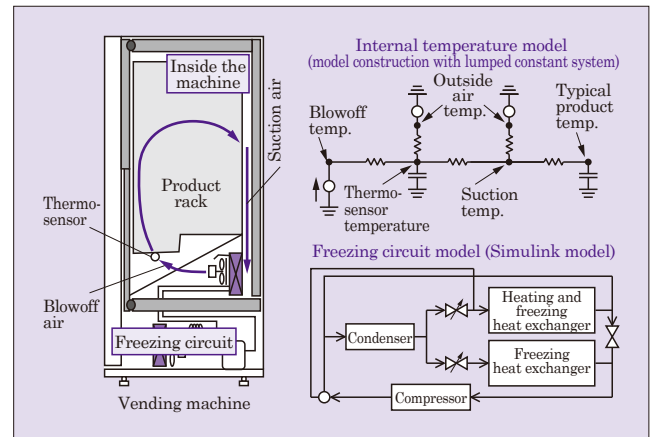 Inside the
machine
Suction air
Product
rack
Thermo-
sensor
Blowoff
air
Freezing circuit
Vending machine
Internal temperature model
(model construction with lumped constant system)
Blowoff
temp.
Outside
air
temp.
Typical
product
temp.
Thermo-
sensor
temperature
Suction
temp.
Freezing circuit model (Simulink model)
Condenser
Heating and
freezing
heat exchanger
Freezing
heat exchanger
Compressor